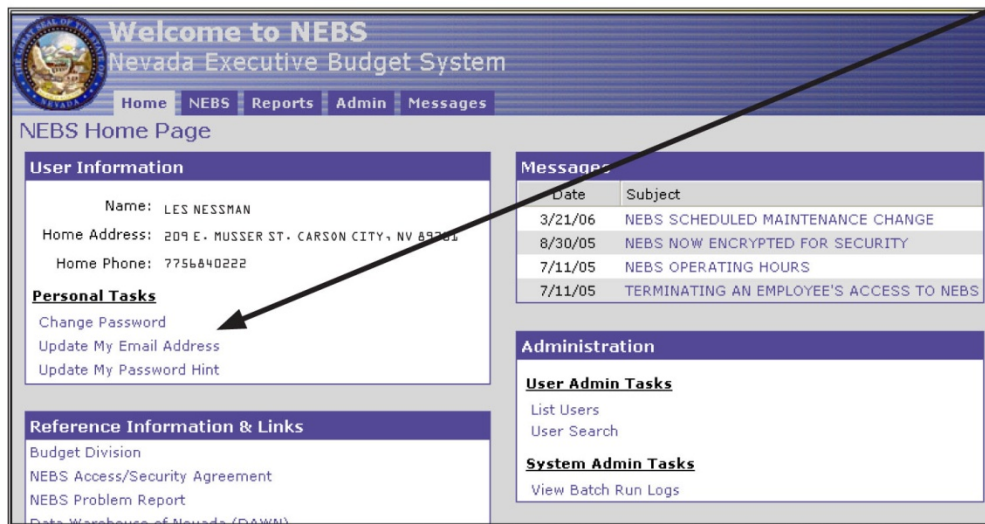 Welcome to NEBS
Nevada Executive Budget System
Home NEBS Reports Admin Messages
NEBS Home Page
User Information
Name: LES NESSMAN
Home Address: 209 E. MUSSER ST. CARSON CITY, NV
Home Phone: 7756840222
Personal Tasks
Change Password
Update My Email Address
Update My Password Hint
Reference Information & Links
Budget Division
NEBS Access/Security Agreement
NEBS Problem Report
Data Warehouse of Nevada (DAWN)
Messages
Date Subject
3/21/06 NEBS SCHEDULED MAINTENANCE CHANGE
8/30/05 NEBS NOW ENCRYPTED FOR SECURITY
7/11/05 NEBS OPERATING HOURS
7/11/05 TERMINATING AN EMPLOYEE'S ACCESS TO NEBS
Administration
User Admin Tasks
List Users
User Search
System Admin Tasks
View Batch Run Logs